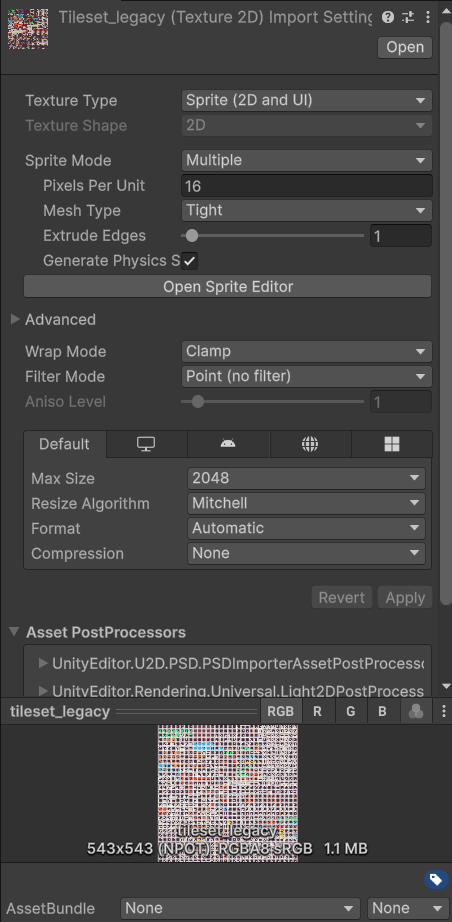 Tileset_legacy (Texture 2D) Import Setting
Open
Texture Type Sprite (2D and UI)
Texture Shape 2D
Sprite Mode Multiple
Pixels Per Unit 16
Mesh Type Tight
Extrude Edges 1
Generate Physics S
Open Sprite Editor
Advanced
Wrap Mode Clamp
Filter Mode Point (no filter)
Aniso Level 1
Default
Max Size 2048
Resize Algorithm Mitchell
Format Automatic
Compression None
Revert Apply
Asset PostProcessors
UnityEditor.U2D.PSD.PSDImporterAssetPostProcesso
UnityEditor.Rendering.Universal.Light2DPostProcess
tileset_legacy RGB R G B
tileset_legacy
543x543 (NPOT) RGBA8 sRGB 1.1 MB
AssetBundle None None